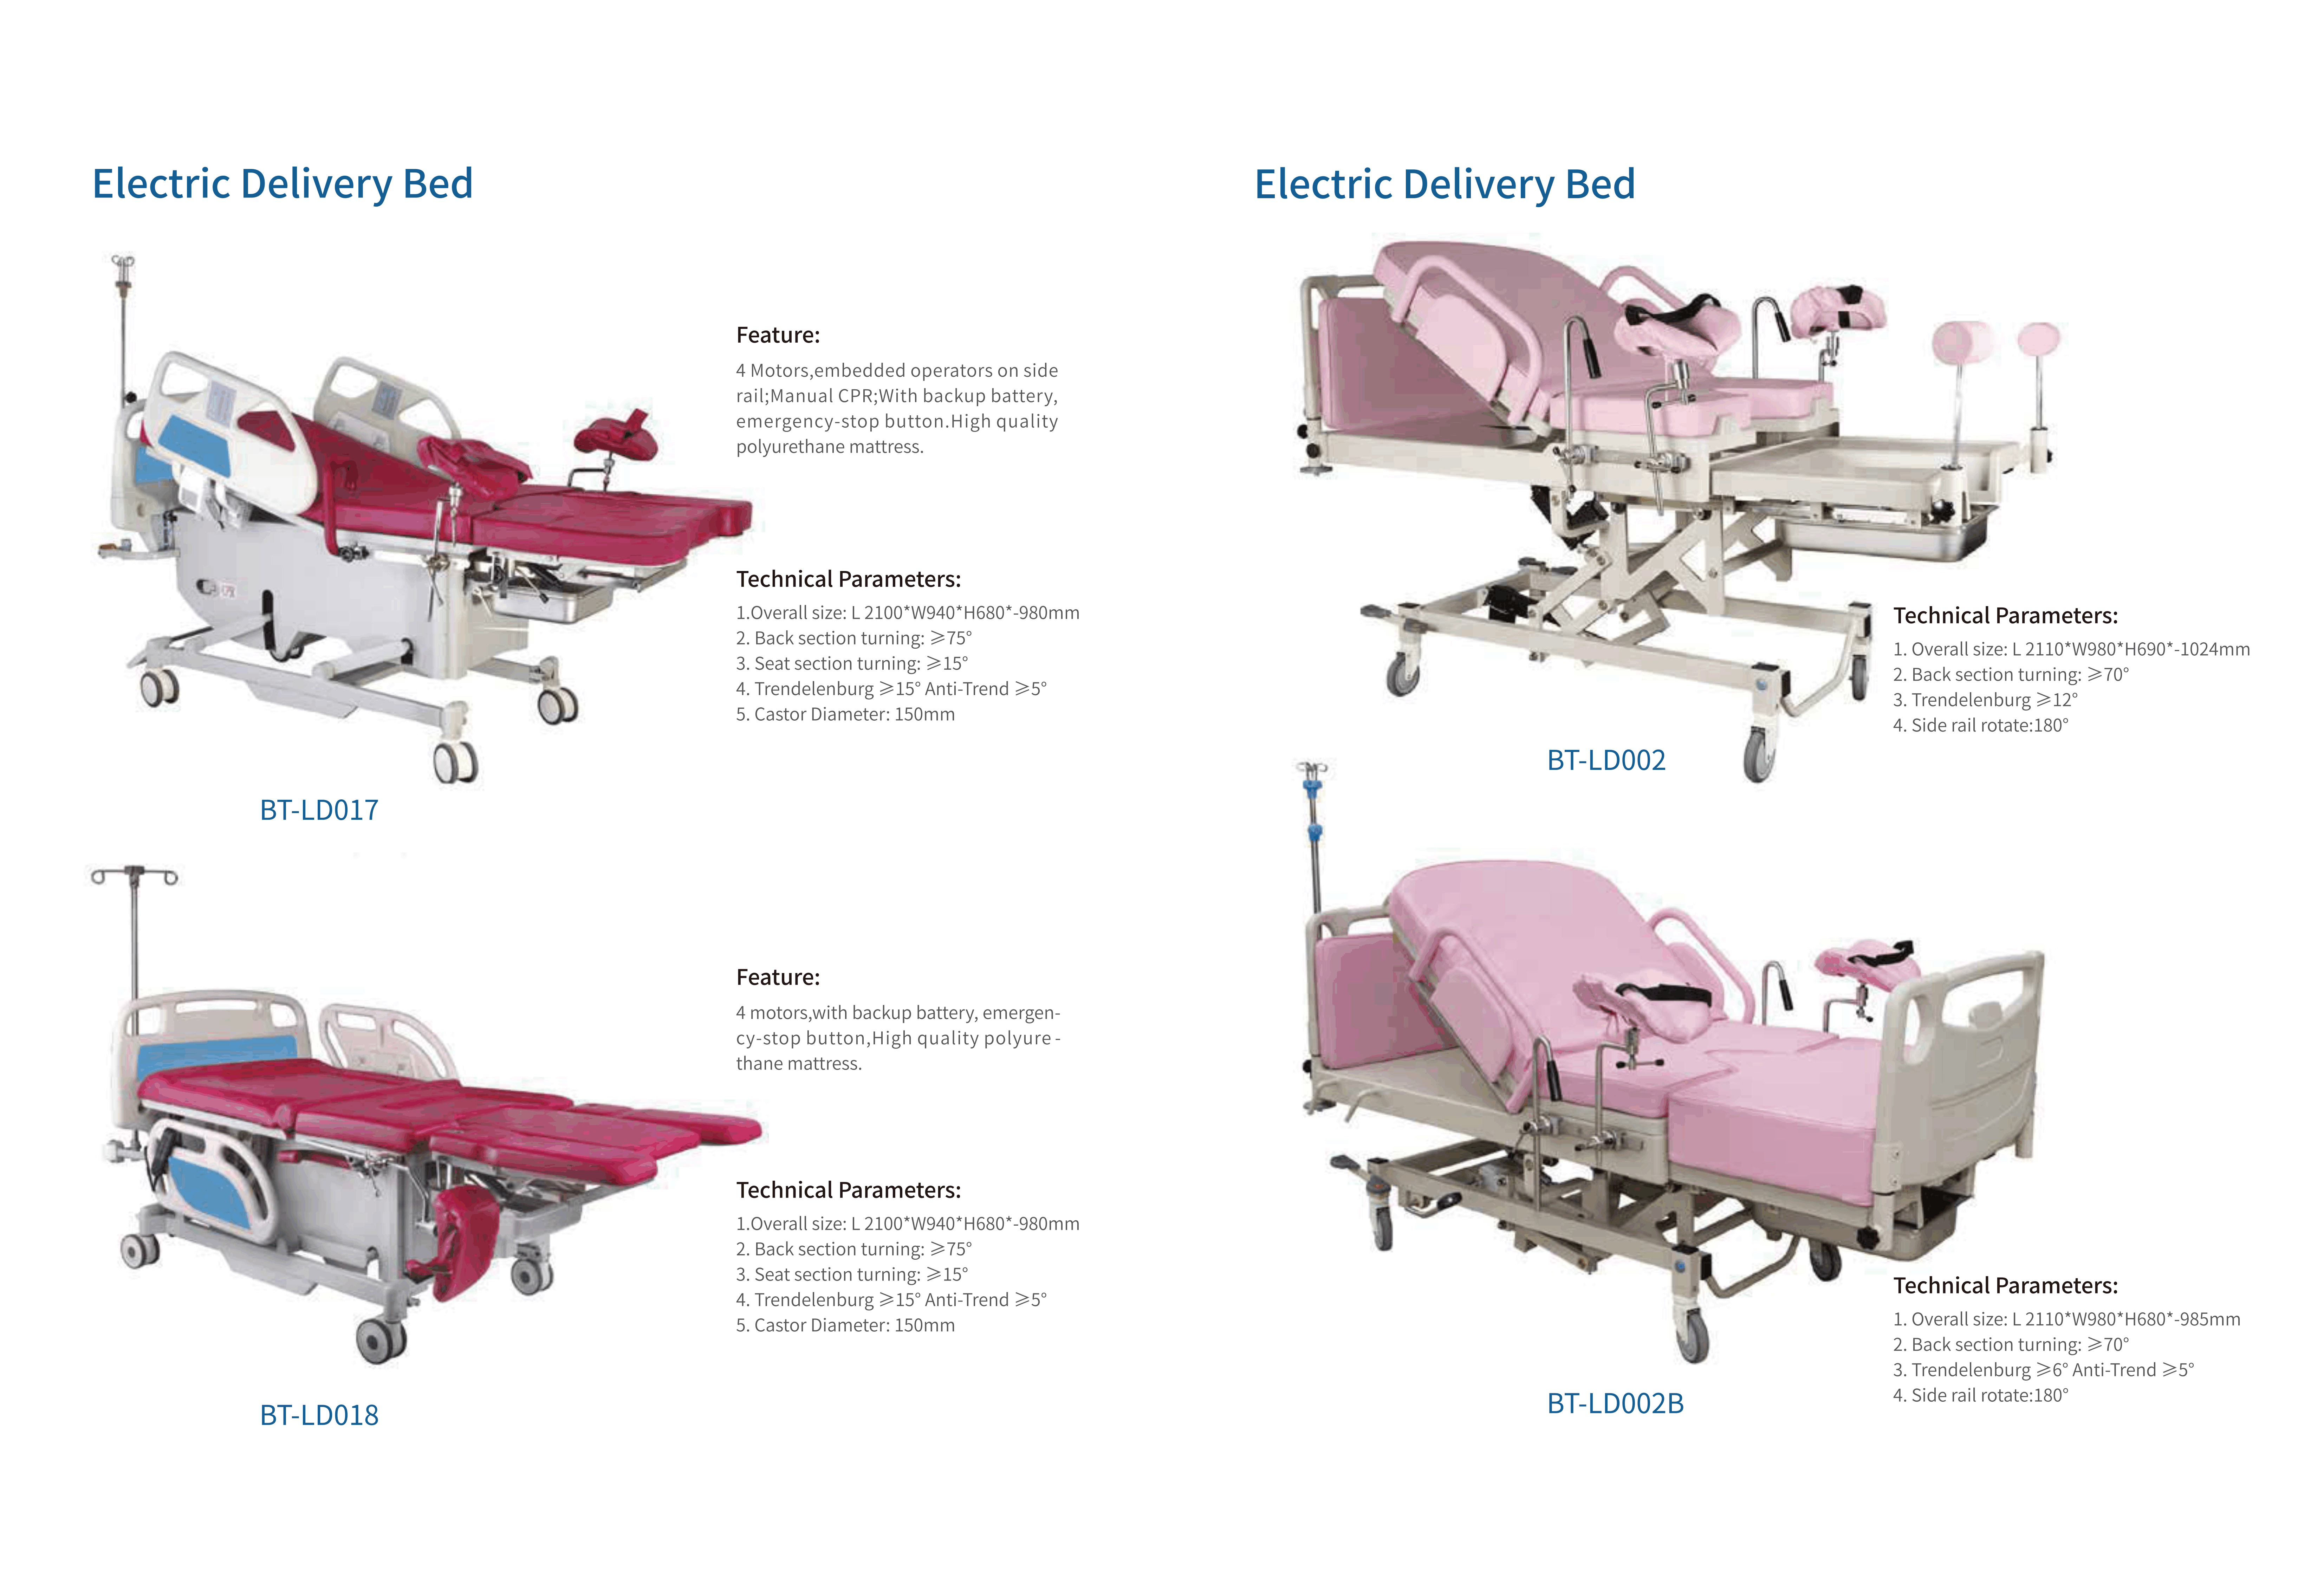 Electric Delivery Bed
Feature:
4 Motors,embedded operators on side
rail;Manual CPR;With backup battery,
emergency-stop button.High quality
polyurethane mattress.
Technical Parameters:
1.Overall size: L 2100*W940*H680*-980mm
2. Back section turning: ≥75°
3. Seat section turning: ≥15°
4. Trendelenburg ≥15° Anti-Trend ≥5°
5. Castor Diameter: 150mm
CPR
BT-LD017
Feature:
4 motors,with backup battery, emergen-
cy-stop button,High quality polyure -
thane mattress.
Technical Parameters:
1.Overall size: L 2100*W940*H680*-980mm
2. Back section turning: ≥75°
3. Seat section turning: ≥15°
4. Trendelenburg ≥15° Anti-Trend ≥5°
5. Castor Diameter: 150mm
BT-LD018
Electric Delivery Bed
Technical Parameters:
1. Overall size: L 2110*W980*H690*-1024mm
2. Back section turning: ≥70°
3. Trendelenburg ≥12°
4. Side rail rotate:180°
BT-LD002
Technical Parameters:
1. Overall size: L 2110*W980*H680*-985mm
2. Back section turning: ≥70°
3. Trendelenburg ≥6° Anti-Trend ≥5°
4. Side rail rotate:180°
BT-LD002B